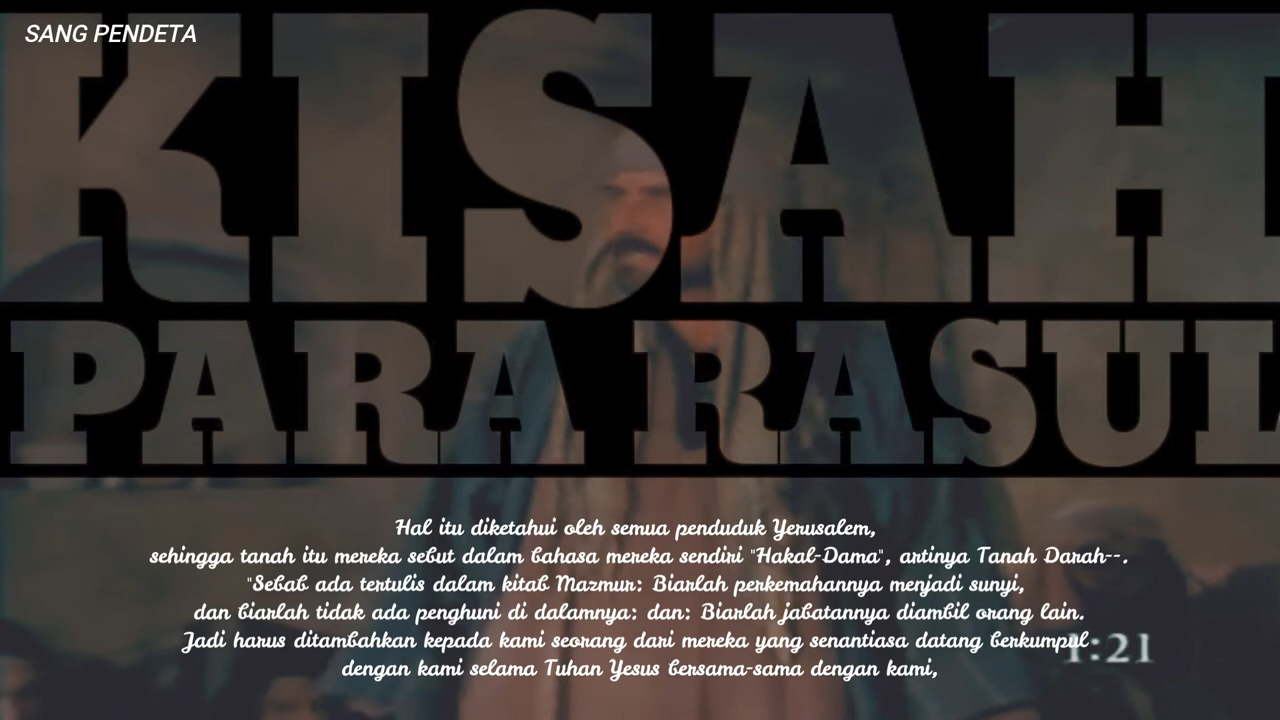 SANG PENDETA
KISAH
PARA RASUL
Hal itu diketahui oleh semua penduduk Yerusalem,
sehingga tanah itu mereka sebut dalam bahasa mereka sendiri "Hakal-Dama", artinya Tanah Darah--.
"Sebab ada tertulis dalam kitab Mazmur: Biarlah perkemahannya menjadi sunyi,
dan biarlah tidak ada penghuni di dalamnya: dan: Biarlah jabatannya diambil orang lain.
Jadi harus ditambahkan kepada kami seorang dari mereka yang senantiasa datang berkumpul
1:21
dengan kami selama Tuhan Yesus bersama-sama dengan kami,